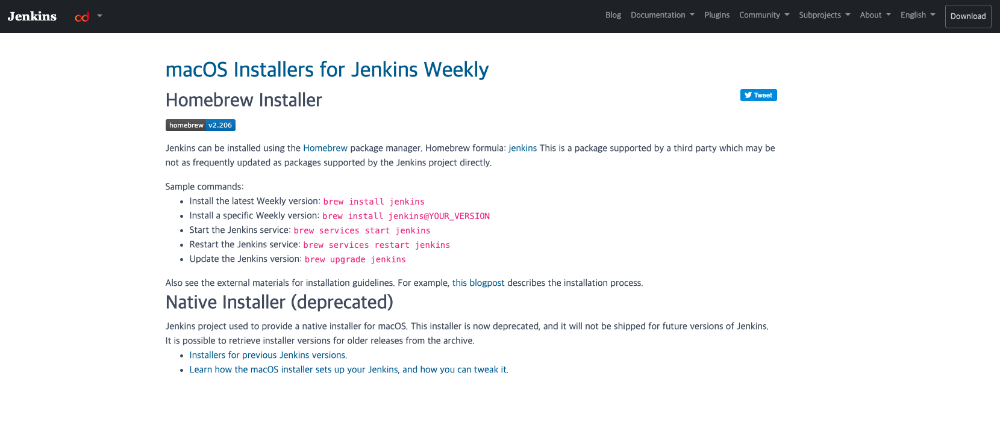 Jenkins cd Blog Documentation Plugins Community Subprojects About English Download
macOS Installers for Jenkins Weekly
Homebrew Installer
Tweet
homebrew v2.206
Jenkins can be installed using the Homebrew package manager. Homebrew formula: jenkins This is a package supported by a third party which may be
not as frequently updated as packages supported by the Jenkins project directly.
Sample commands:
• Install the latest Weekly version: brew install jenkins
• Install a specific Weekly version: brew install jenkins@YOUR_VERSION
• Start the Jenkins service: brew services start jenkins
• Restart the Jenkins service: brew services restart jenkins
• Update the Jenkins version: brew upgrade jenkins
Also see the external materials for installation guidelines. For example, this blogpost describes the installation process.
Native Installer (deprecated)
Jenkins project used to provide a native installer for macOS. This installer is now deprecated, and it will not be shipped for future versions of Jenkins.
It is possible to retrieve installer versions for older releases from the archive.
• Installers for previous Jenkins versions.
• Learn how the macOS installer sets up your Jenkins, and how you can tweak it.